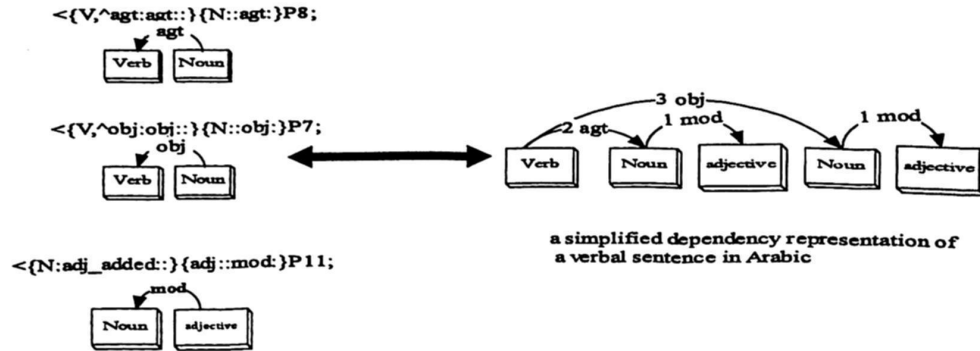 <{V,^agt:agt::}{N::agt:}P8;
agt
Verb Noun
<{V,^obj:obj::}{N::obj:}P7;
obj
Verb Noun
<{N:adj_added::}{adj::mod:}P11;
mod
Noun adjective
3 obj
2 agt 1 mod 1 mod
Verb Noun adjective Noun adjective
a simplified dependency representation of
a verbal sentence in Arabic